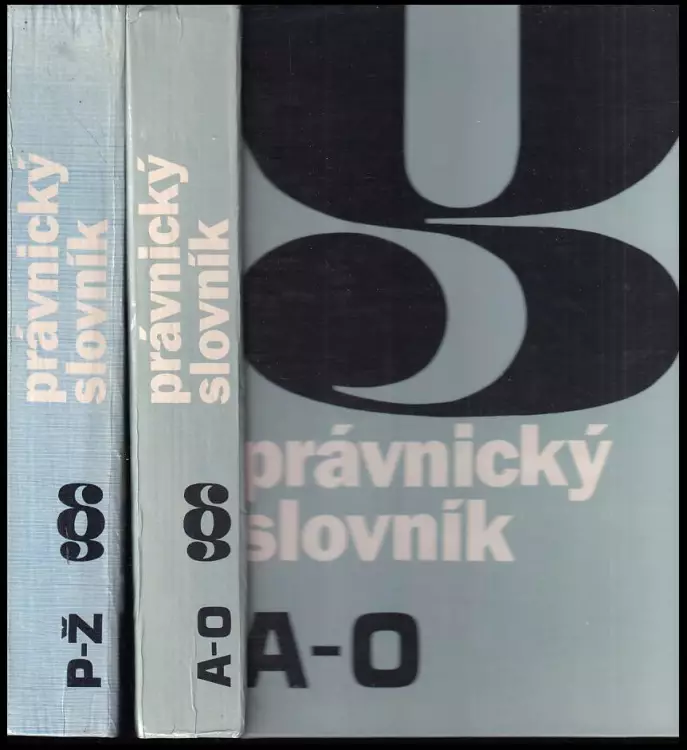 právnický
slovník
§
P-Ž
právnický
slovník
§
A-O
§
právnický
slovník
A-O